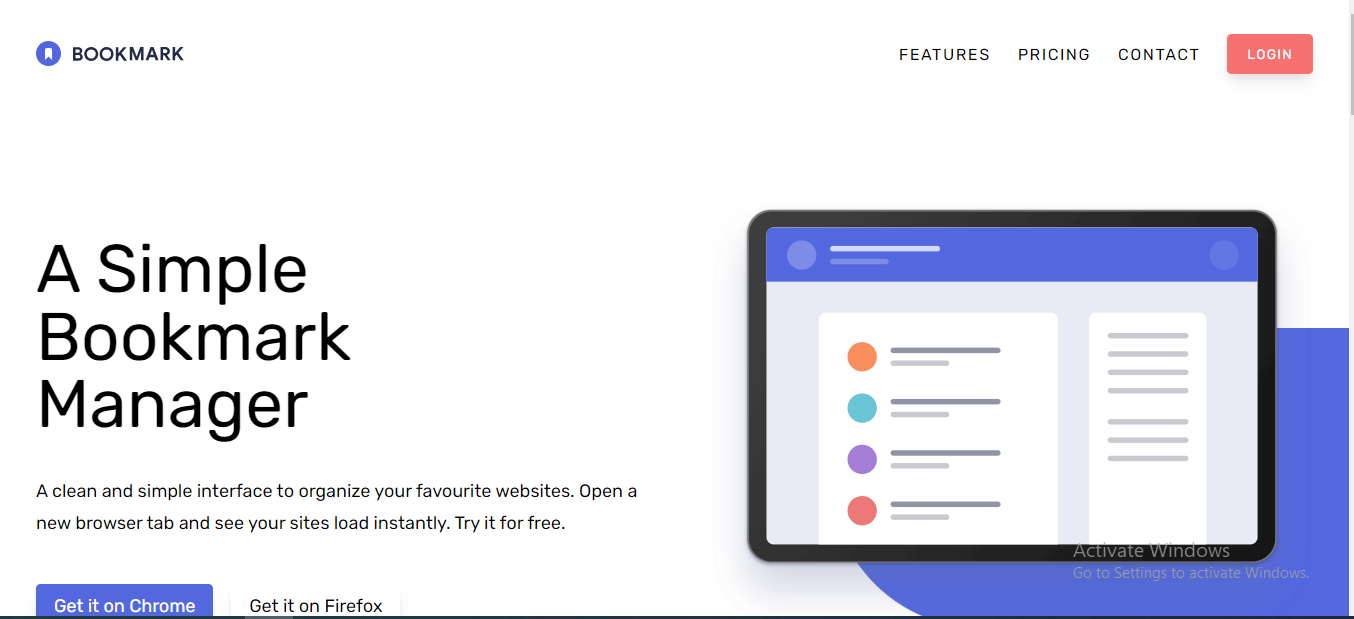 BOOKMARK
FEATURES PRICING CONTACT LOGIN
A Simple
Bookmark
Manager
A clean and simple interface to organize your favourite websites. Open a
new browser tab and see your sites load instantly. Try it for free.
Get it on Chrome Get it on Firefox
Activate Windows
Go to Settings to activate Windows.